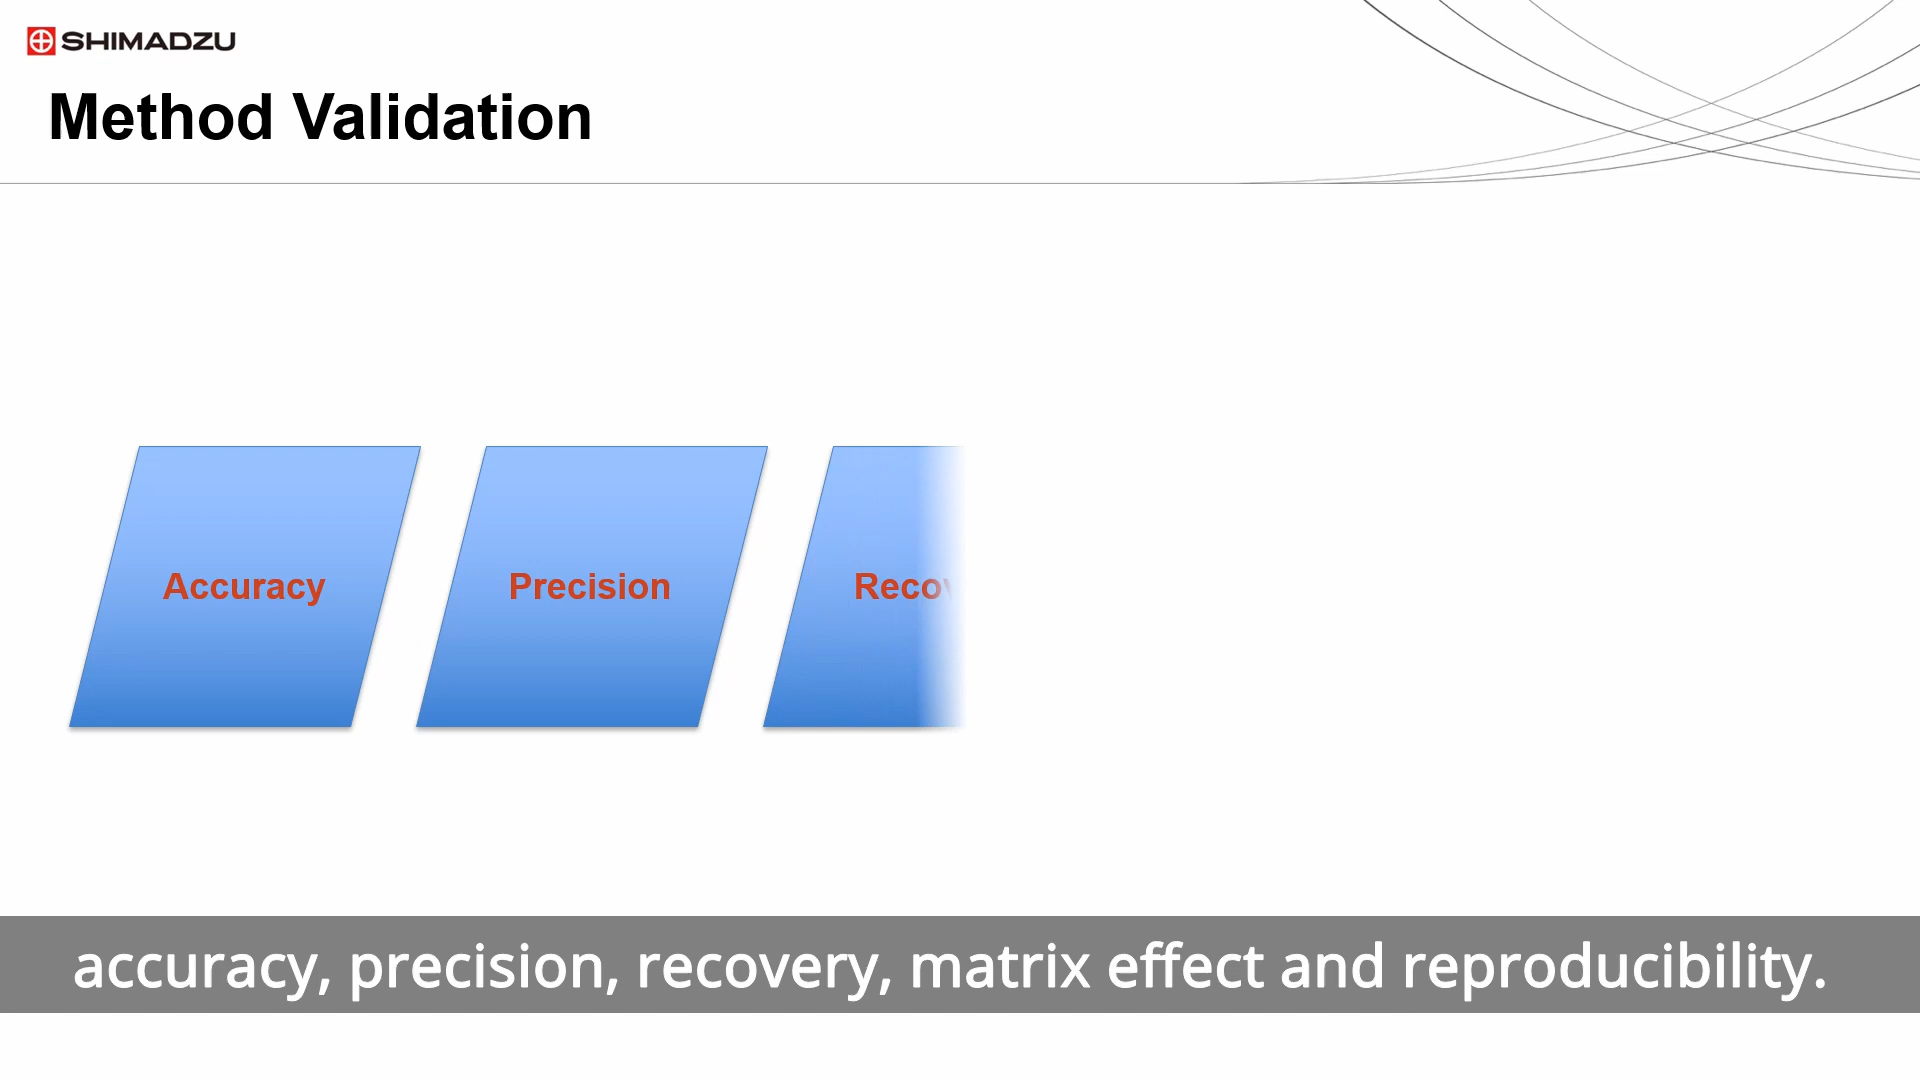 SHIMADZU
Method Validation
Accuracy
Precision
accuracy, precision, recovery, matrix effect and reproducibility.